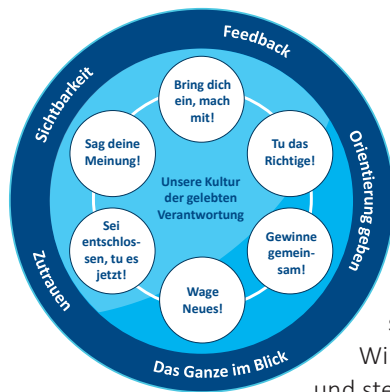 Feedback
Sichtbarkeit
Orientierung geben
Zutrauen
Das Ganze im Blick
Bring dich
ein, mach
mit!
Sag deine
Meinung!
Tu das
Richtige!
Unsere Kultur
der gelebten
Verantwortung
Sei
entschlos-
sen, tu es
jetzt!
Gewinne
gemein-
sam!
Wage
Neues!
s
Wi
und ste